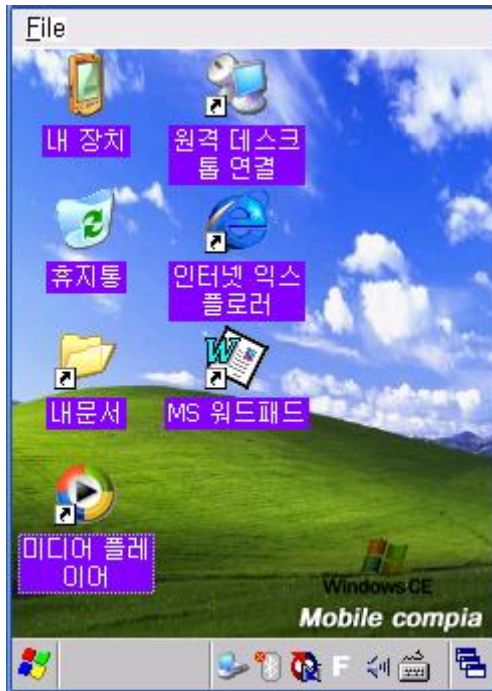 File
내 장치
원격 데스크
톱 연결
휴지통
인터넷 익스
플로러
내문서
MS 워드패드
미디어 플레
이어
Windows CE
Mobile compia
F